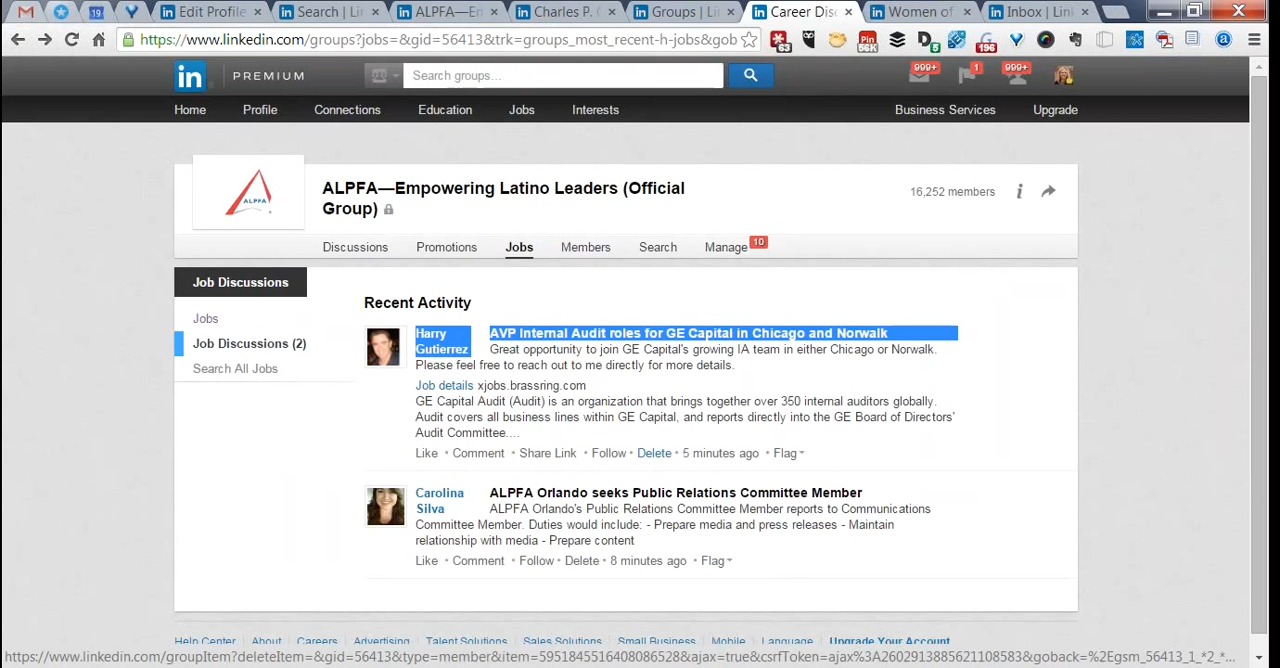 Edit Profile
Search | Lin
ALPFA—En
Charles P. C
Groups | Li
Career Disc
Women of
Inbox | Link
https://www.linkedin.com/groups?jobs=&gid=56413&trk=groups_most_recent-h-jobs&gob
in PREMIUM
Search groups...
999+ 1 999+
Home Profile Connections Education Jobs Interests Business Services Upgrade
ALPFA
ALPFA—Empowering Latino Leaders (Official
Group)
16,252 members
Discussions Promotions Jobs Members Search Manage 10
Job Discussions
Jobs
Job Discussions (2)
Search All Jobs
Recent Activity
Harry
Gutierrez
AVP Internal Audit roles for GE Capital in Chicago and Norwalk
Great opportunity to join GE Capital's growing IA team in either Chicago or Norwalk.
Please feel free to reach out to me directly for more details.
Job details xjobs.brassring.com
GE Capital Audit (Audit) is an organization that brings together over 350 internal auditors globally.
Audit covers all business lines within GE Capital, and reports directly into the GE Board of Directors'
Audit Committee....
Like • Comment • Share Link • Follow • Delete • 5 minutes ago • Flag
Carolina
Silva
ALPFA Orlando seeks Public Relations Committee Member
ALPFA Orlando's Public Relations Committee Member reports to Communications
Committee Member. Duties would include: - Prepare media and press releases - Maintain
relationship with media - Prepare content
Like • Comment • Follow • Delete • 8 minutes ago • Flag
Help Center About Careers Advertising Talent Solutions Sales Solutions Small Business Mobile Language Upgrade Your Account
https://www.linkedin.com/groupItem?deleteItem=&gid=56413&type=member&item=5951845516408086528&ajax=true&csrfToken=ajax%3A2602913885621108583&goback=%2Egsm_56413_1_*2_*...